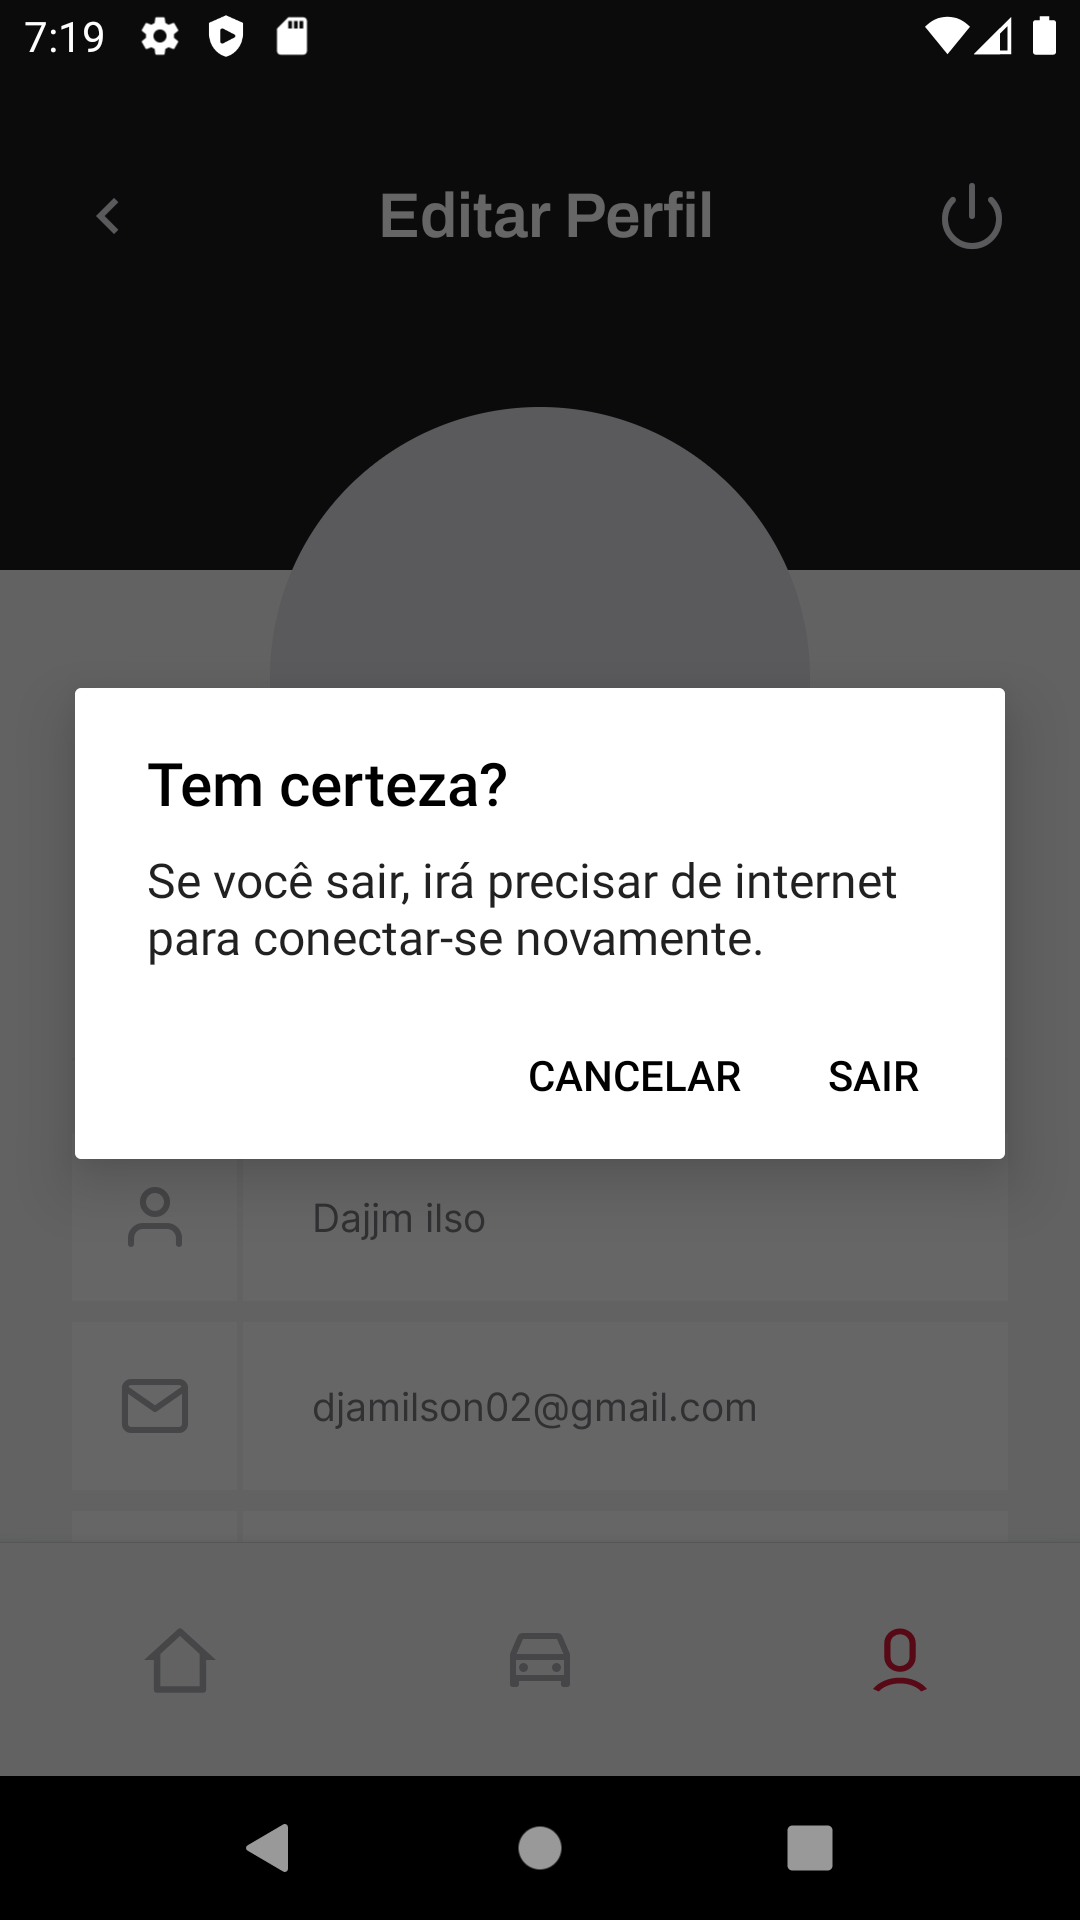 7:19
Editar Perfil
Tem certeza?
Se você sair, irá precisar de internet
para conectar-se novamente.
CANCELAR SAIR
Dajjm ilso
djamilson02@gmail.com